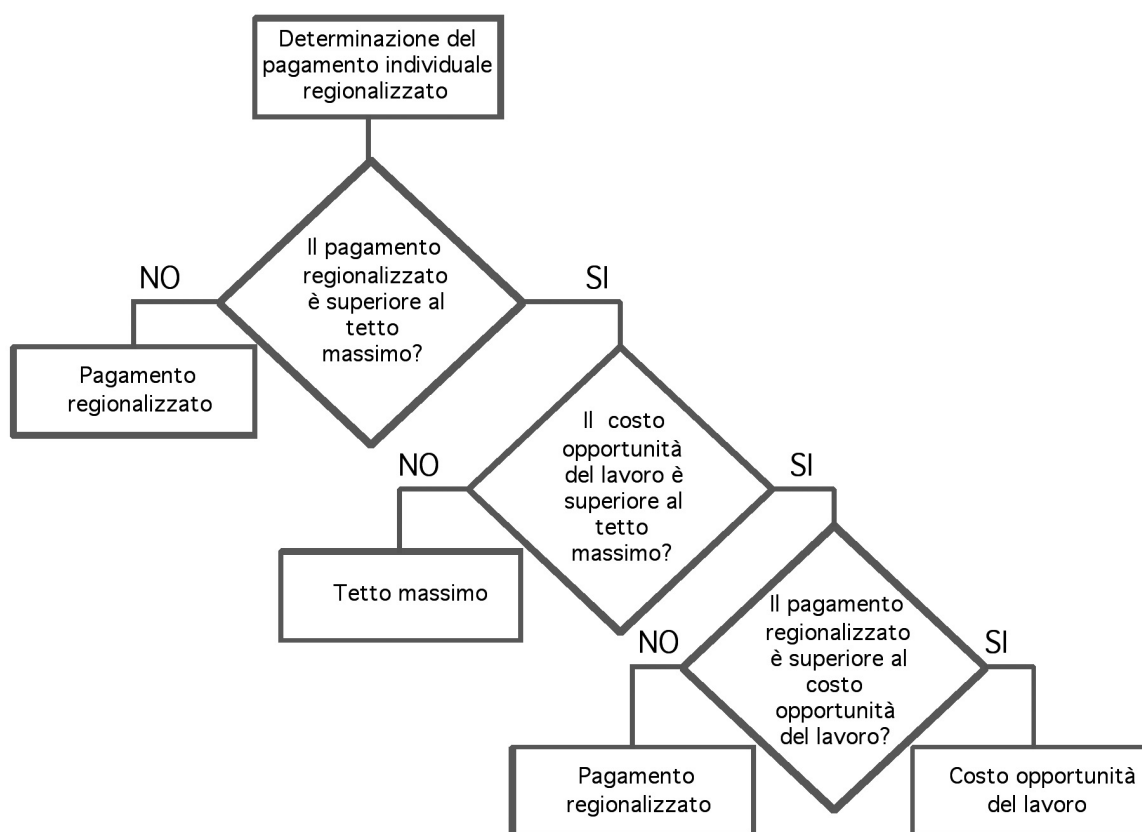 Determinazione del
pagamento individuale
regionalizzato
Il pagamento
regionalizzato
è superiore al
tetto
massimo?
NO
SI
Pagamento
regionalizzato
Il costo
opportunità
del lavoro è
superiore al
tetto
massimo?
NO
SI
Tetto massimo
Il pagamento
regionalizzato
è superiore al
costo
opportunità
del lavoro?
NO
SI
Pagamento
regionalizzato
Costo opportunità
del lavoro